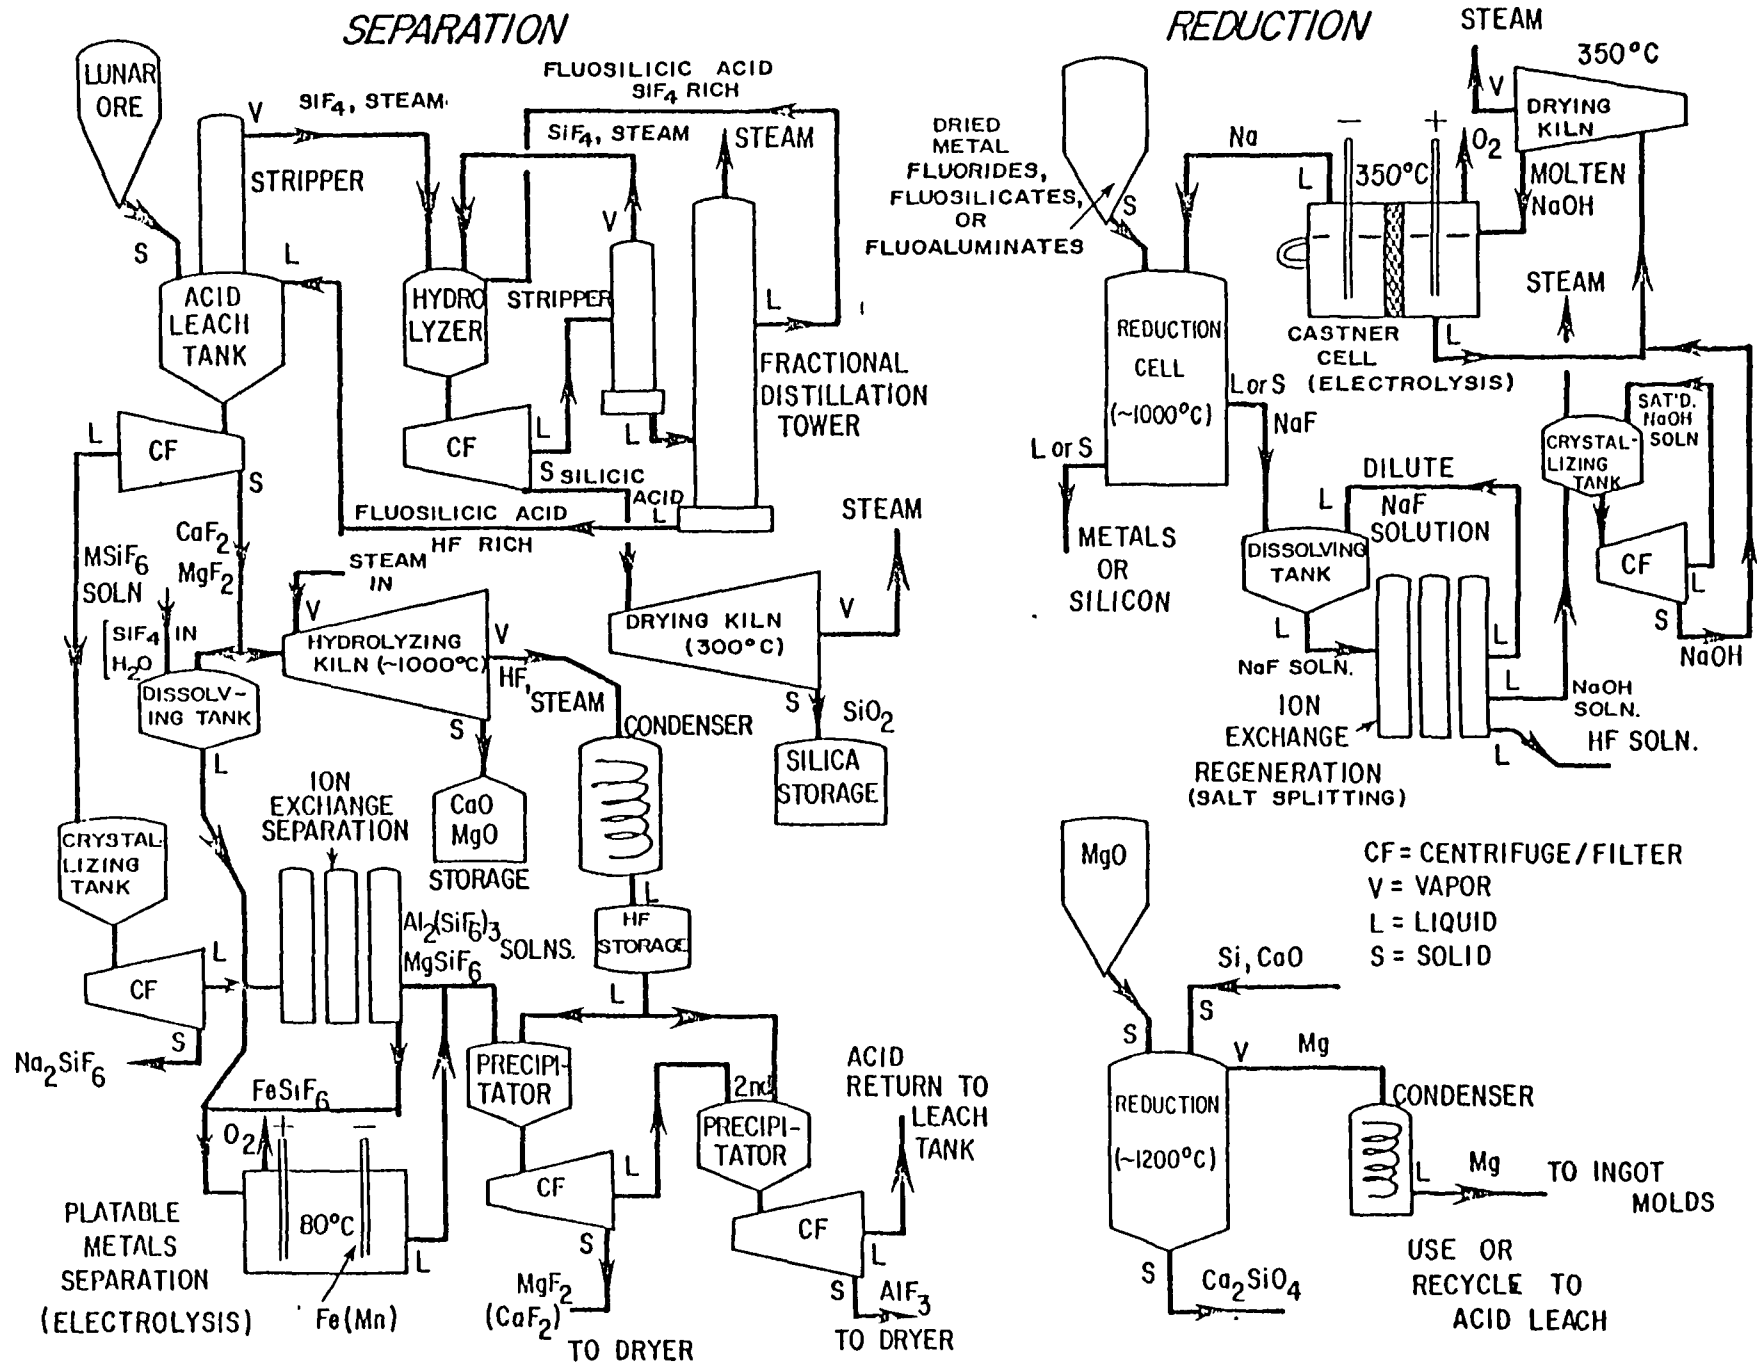 SEPARATION
LUNAR
ORE
S
V
SIF4, STEAM
STRIPPER
L
ACID
LEACH
TANK
FLUOSILICIC ACID
SIF4 RICH
SiF4, STEAM
STEAM
V
HYDRO
LYZER
STRIPPER
L
FRACTIONAL
DISTILLATION
TOWER
L
CF
S
CF
L
S
SILICIC
ACID
L
L
FLUOSILICIC ACID
HF RICH
STEAM
CaF2
MgF2
MSiF6
SOLN
STEAM
IN
V
SIF4 IN
H2O
HYDROLYZING
KILN (~1000°C)
V
HF,
STEAM
DRYING KILN
(300°C)
V
S
SiO2
DISSOLV-
ING TANK
L
S
CONDENSER
SILICA
STORAGE
CaO
MgO
STORAGE
ION
EXCHANGE
SEPARATION
CRYSTAL
LIZING
TANK
L
HF
STORAGE
L
Al2(SiF6)3
MgSiF6
SOLNS.
CF
L
S
Na2SiF6
FeSiF6
O2
+
−
80°C
L
PLATABLE
METALS
SEPARATION
(ELECTROLYSIS)
Fe(Mn)
PRECIPI-
TATOR
2nd
PRECIPI-
TATOR
ACID
RETURN TO
LEACH
TANK
CF
L
S
MgF2
(CaF2)
TO DRYER
CF
L
S
AlF3
TO DRYER
REDUCTION
STEAM
350°C
V
DRYING
KILN
DRIED
METAL
FLUORIDES,
FLUOSILICATES,
OR
FLUOALUMINATES
S
Na
L
−
+
O2
350°C
MOLTEN
NaOH
CASTNER
CELL
(ELECTROLYSIS)
L
REDUCTION
CELL
(~1000°C)
L or S
NaF
L or S
METALS
OR
SILICON
STEAM
SAT'D.
NaOH
SOLN
CRYSTAL-
LIZING
TANK
CF
L
S
NaOH
DILUTE
NaF
SOLUTION
L
DISSOLVING
TANK
L
NaF SOLN.
L
L
NaOH
SOLN.
L
HF SOLN.
ION
EXCHANGE
REGENERATION
(SALT SPLITTING)
MgO
CF = CENTRIFUGE/FILTER
V = VAPOR
L = LIQUID
S = SOLID
S
Si, CaO
S
V
Mg
REDUCTION
(~1200°C)
CONDENSER
L
Mg
TO INGOT
MOLDS
S
Ca2SiO4
USE OR
RECYCLE TO
ACID LEACH